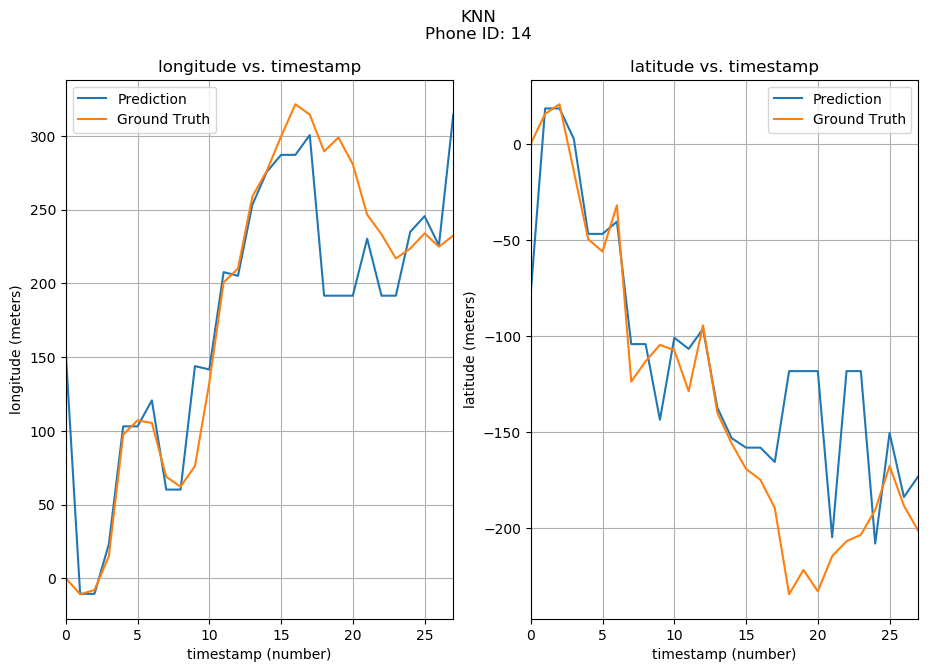 KNN
Phone ID: 14
longitude vs. timestamp
Prediction
Ground Truth
longitude (meters)
300
250
200
150
100
50
0
0 5 10 15 20 25
timestamp (number)
latitude vs. timestamp
Prediction
Ground Truth
latitude (meters)
0
−50
−100
−150
−200
0 5 10 15 20 25
timestamp (number)